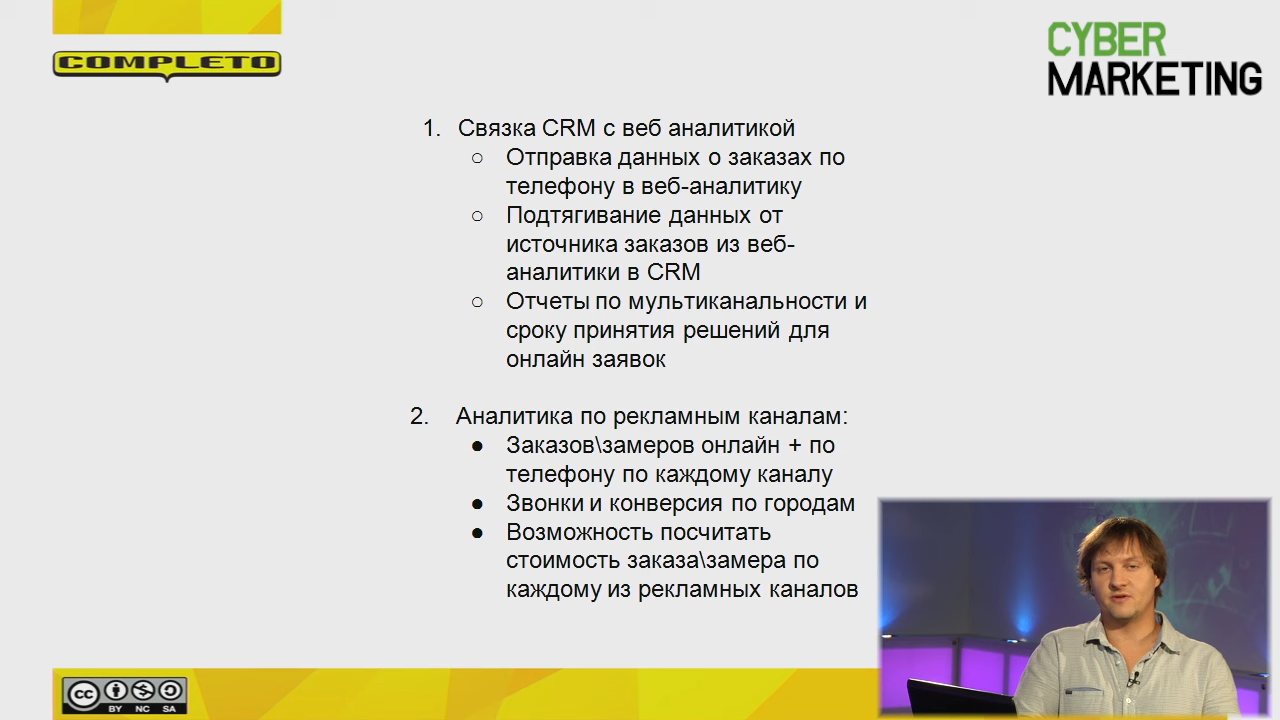 COMPLETO
CYBER
MARKETING
1. Связка CRM с веб аналитикой
○ Отправка данных о заказах по
телефону в веб-аналитику
○ Подтягивание данных от
источника заказов из веб-
аналитики в CRM
○ Отчеты по мультиканальности и
сроку принятия решений для
онлайн заявок
2. Аналитика по рекламным каналам:
● Заказов\замеров онлайн + по
телефону по каждому каналу
● Звонки и конверсия по городам
● Возможность посчитать
стоимость заказа\замера по
каждому из рекламных каналов
cc
BY NC SA